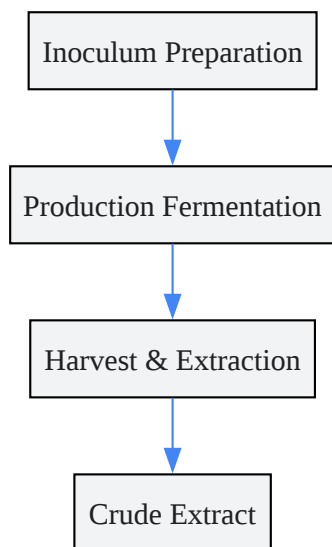 Inoculum Preparation
Production Fermentation
Harvest & Extraction
Crude Extract